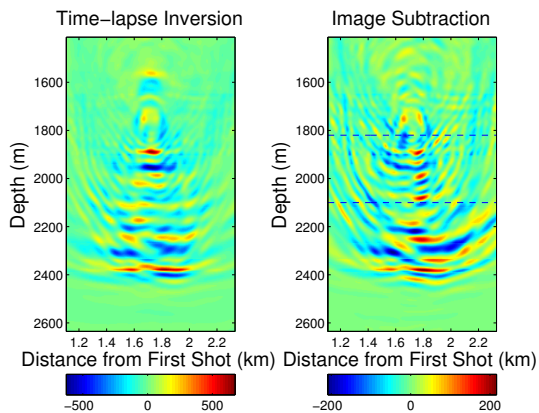 Time−lapse Inversion
Image Subtraction
Depth (m)
1600
1800
2000
2200
2400
2600
1.2 1.4 1.6 1.8 2 2.2
Distance from First Shot (km)
−500 0 500
Depth (m)
1600
1800
2000
2200
2400
2600
1.2 1.4 1.6 1.8 2 2.2
Distance from First Shot (km)
−200 0 200